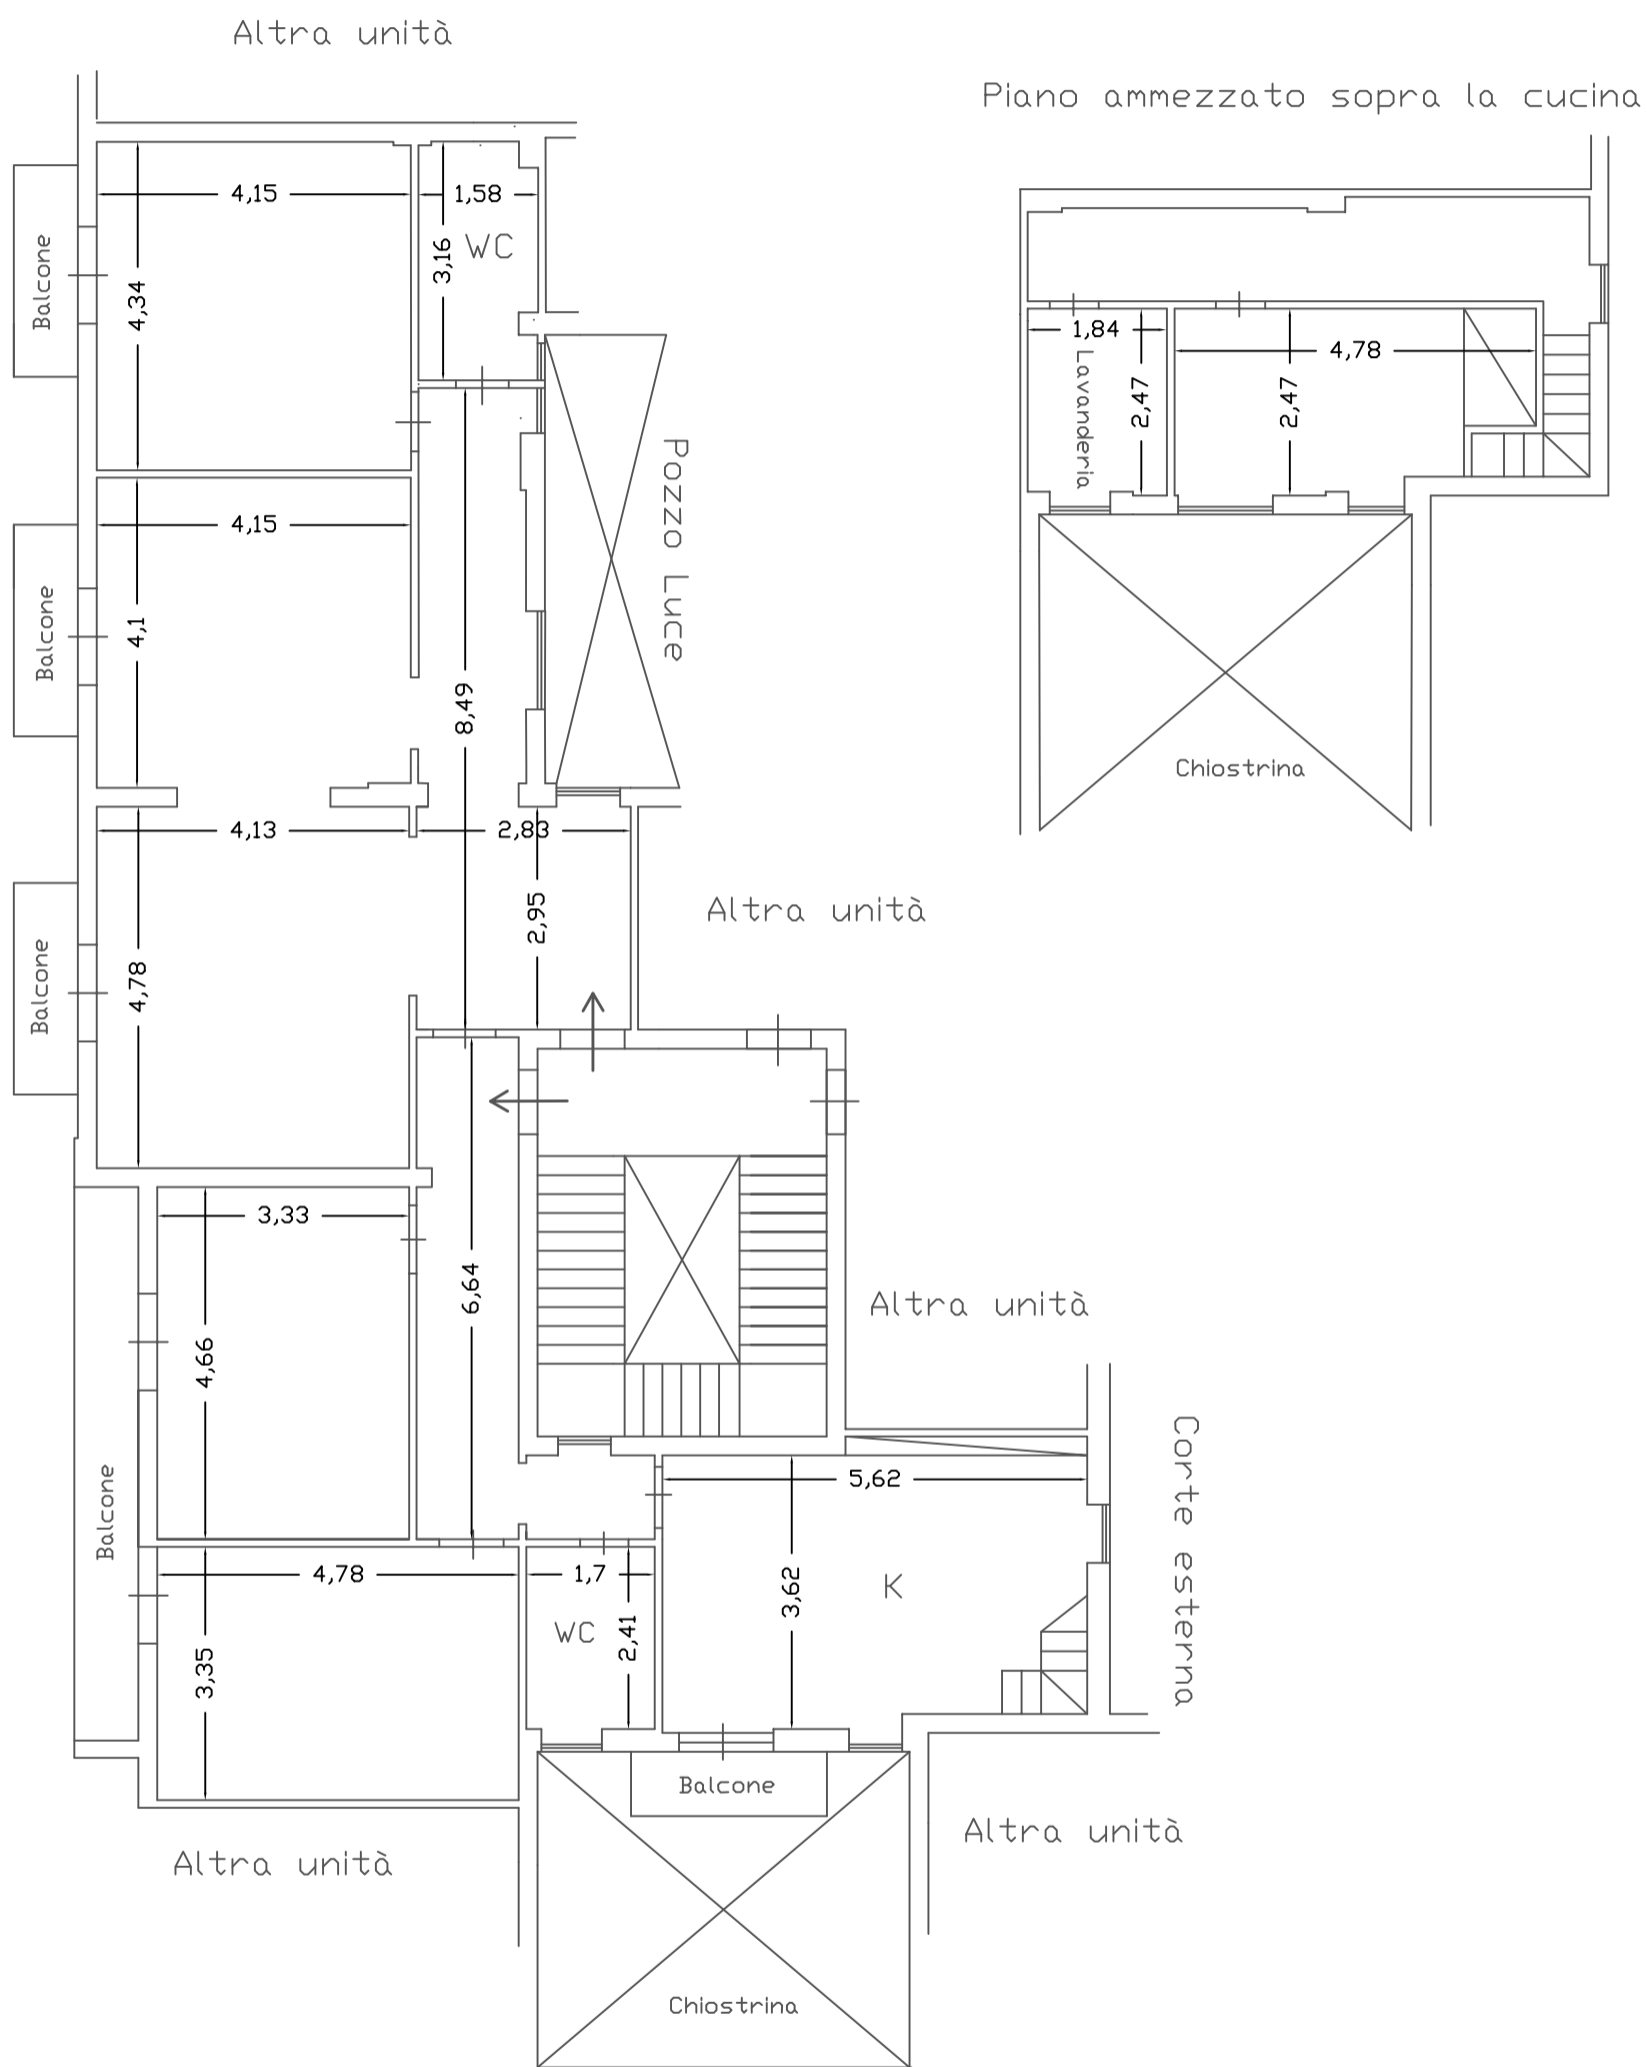 Altra unità
Piano ammezzato sopra la cucina
4,15
1,58
3,16
WC
Balcone
4,34
1,84
4,78
Lavanderia
2,47
2,47
Pozzo Luce
4,15
Balcone
4,1
8,49
Chiostrina
4,13
2,83
2,95
Altra unità
Balcone
4,78
3,33
6,64
Altra unità
4,66
Corte esterna
5,62
Balcone
4,78
1,7
3,62
K
WC
2,41
3,35
Balcone
Altra unità
Altra unità
Chiostrina